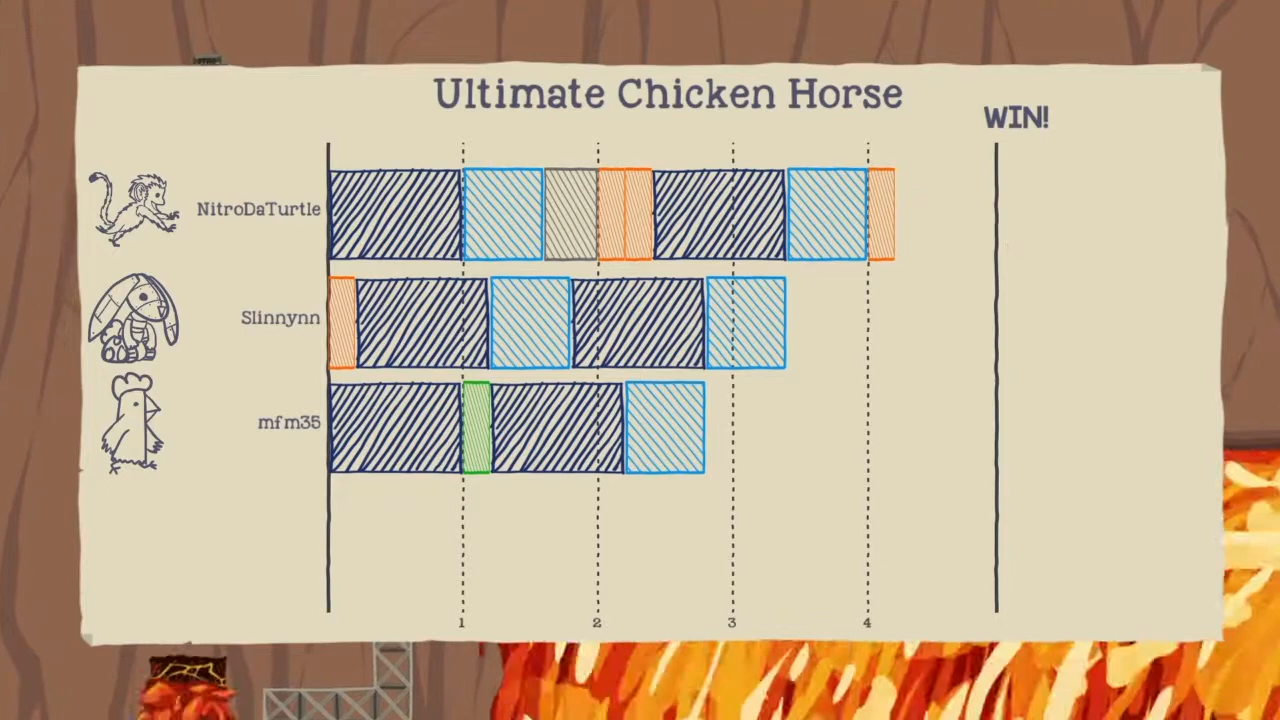 Ultimate Chicken Horse
WIN!
NitroDaTurtle
Slinnynn
mfm35
1 2 3 4